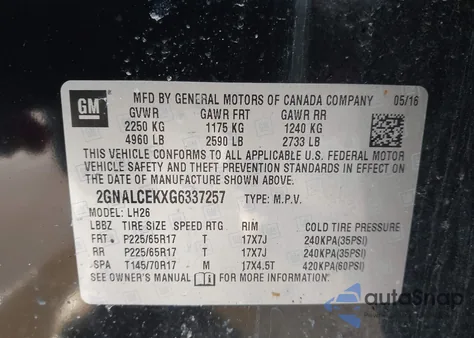 GM MFD BY GENERAL MOTORS OF CANADA COMPANY 05/16
GVWR GAWR FRT GAWR RR
2250 KG 1175 KG 1240 KG
4960 LB 2590 LB 2733 LB
THIS VEHICLE CONFORMS TO ALL APPLICABLE U.S. FEDERAL MOTOR
VEHICLE SAFETY AND THEFT PREVENTION STANDARDS IN EFFECT ON
THE DATE OF MANUFACTURE SHOWN ABOVE.
2GNALCEKXG6337257 TYPE: M.P.V.
MODEL: LH26
LBBZ TIRE SIZE SPEED RTG RIM COLD TIRE PRESSURE
FRT P225/65R17 T 17X7J 240KPA(35PSI)
RR P225/65R17 T 17X7J 240KPA(35PSI)
SPA T145/70R17 M 17X4.5T 420KPA(60PSI)
SEE OWNER'S MANUAL FOR MORE INFORMATION
autoSnap